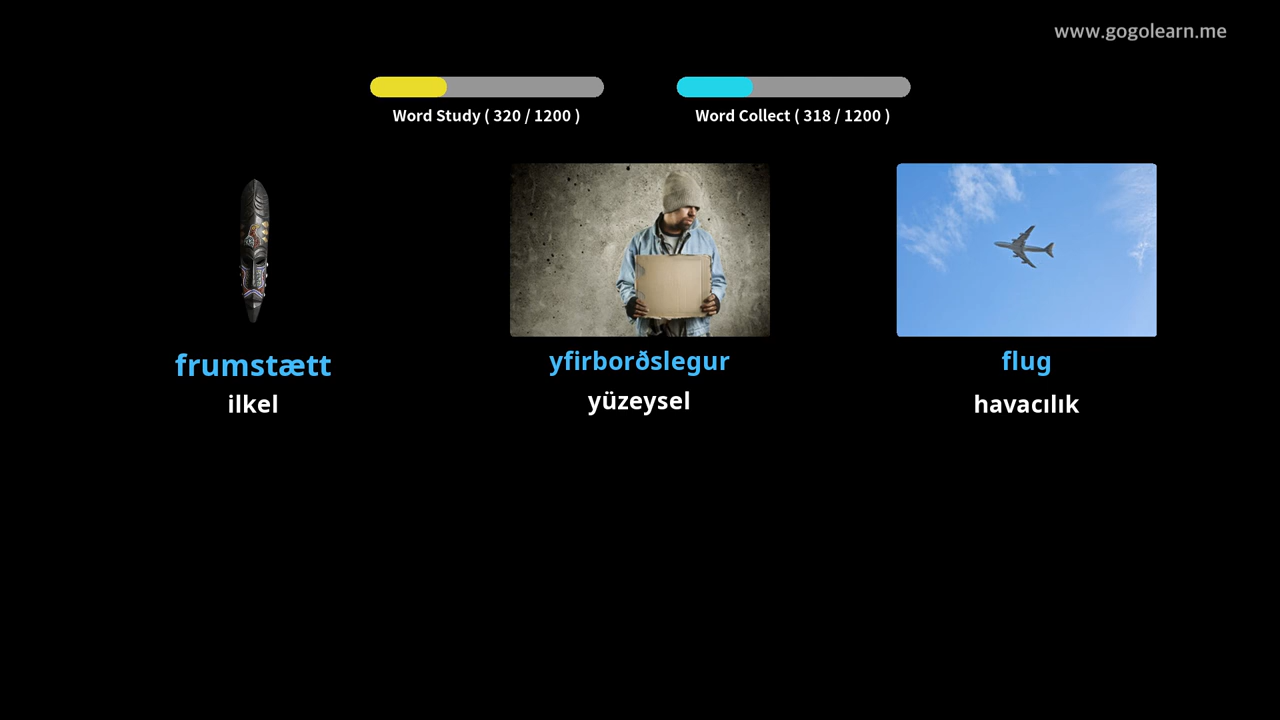 www.gogolearn.me
Word Study ( 320 / 1200 )
Word Collect ( 318 / 1200 )
frumstætt
ilkel
yfirborðslegur
yüzeysel
flug
havacılık